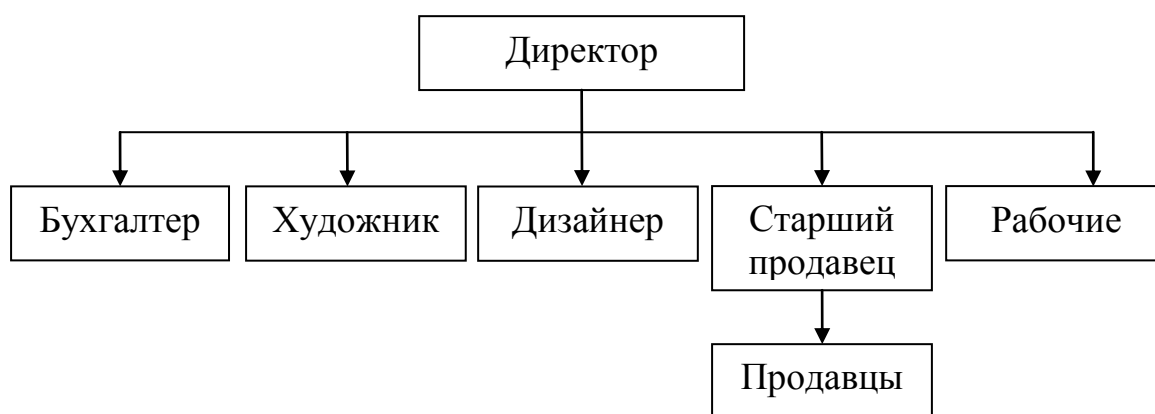 Директор
Бухгалтер
Художник
Дизайнер
Старший
продавец
Рабочие
Продавцы